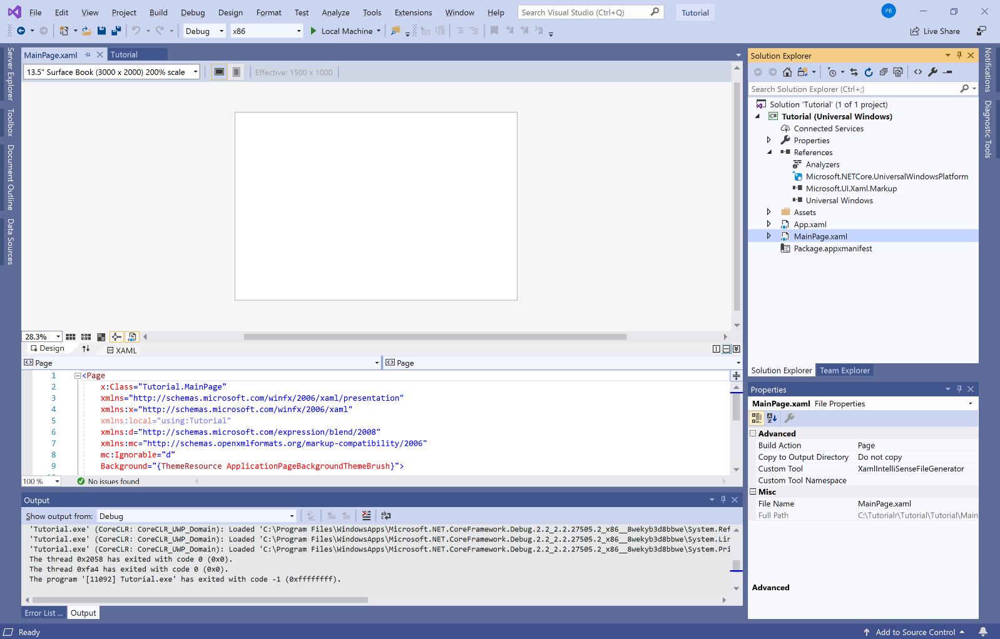 File Edit View Project Build Debug Design Format Test Analyze Tools Extensions Window Help Search Visual Studio (Ctrl+Q) Tutorial PB
Debug x86 Local Machine Live Share
Server Explorer
Toolbox
Document Outline
Data Sources
MainPage.xaml Tutorial
13.5" Surface Book (3000 x 2000) 200% scale Effective: 1500 x 1000
28.3%
Design XAML
Page Page
1 <Page
2 x:Class="Tutorial.MainPage"
3 xmlns="http://schemas.microsoft.com/winfx/2006/xaml/presentation"
4 xmlns:x="http://schemas.microsoft.com/winfx/2006/xaml"
5 xmlns:local="using:Tutorial"
6 xmlns:d="http://schemas.microsoft.com/expression/blend/2008"
7 xmlns:mc="http://schemas.openxmlformats.org/markup-compatibility/2006"
8 mc:Ignorable="d"
9 Background="{ThemeResource ApplicationPageBackgroundThemeBrush}">
100 % No issues found
Output
Show output from: Debug
'Tutorial.exe' (CoreCLR: CoreCLR_UWP_Domain): Loaded 'C:\Program Files\WindowsApps\Microsoft.NET.CoreFramework.Debug.2.2_2.2.27505.2_x86__8wekyb3d8bbwe\System.Ref
'Tutorial.exe' (CoreCLR: CoreCLR_UWP_Domain): Loaded 'C:\Program Files\WindowsApps\Microsoft.NET.CoreFramework.Debug.2.2_2.2.27505.2_x86__8wekyb3d8bbwe\System.Lin
'Tutorial.exe' (CoreCLR: CoreCLR_UWP_Domain): Loaded 'C:\Program Files\WindowsApps\Microsoft.NET.CoreFramework.Debug.2.2_2.2.27505.2_x86__8wekyb3d8bbwe\System.Pri
The thread 0x2058 has exited with code 0 (0x0).
The thread 0xfa4 has exited with code 0 (0x0).
The program '[11092] Tutorial.exe' has exited with code -1 (0xffffffff).
Error List ... Output
Solution Explorer
Search Solution Explorer (Ctrl+;)
Solution 'Tutorial' (1 of 1 project)
C# Tutorial (Universal Windows)
Connected Services
Properties
References
Analyzers
Microsoft.NETCore.UniversalWindowsPlatform
Microsoft.UI.Xaml.Markup
Universal Windows
Assets
App.xaml
MainPage.xaml
Package.appxmanifest
Solution Explorer Team Explorer
Properties
MainPage.xaml File Properties
Advanced
Build Action Page
Copy to Output Directory Do not copy
Custom Tool XamlIntelliSenseFileGenerator
Custom Tool Namespace
Misc
File Name MainPage.xaml
Full Path C:\Tutorialr\Tutorial\Tutorial\Main
Advanced
Notifications
Diagnostic Tools
Ready Add to Source Control